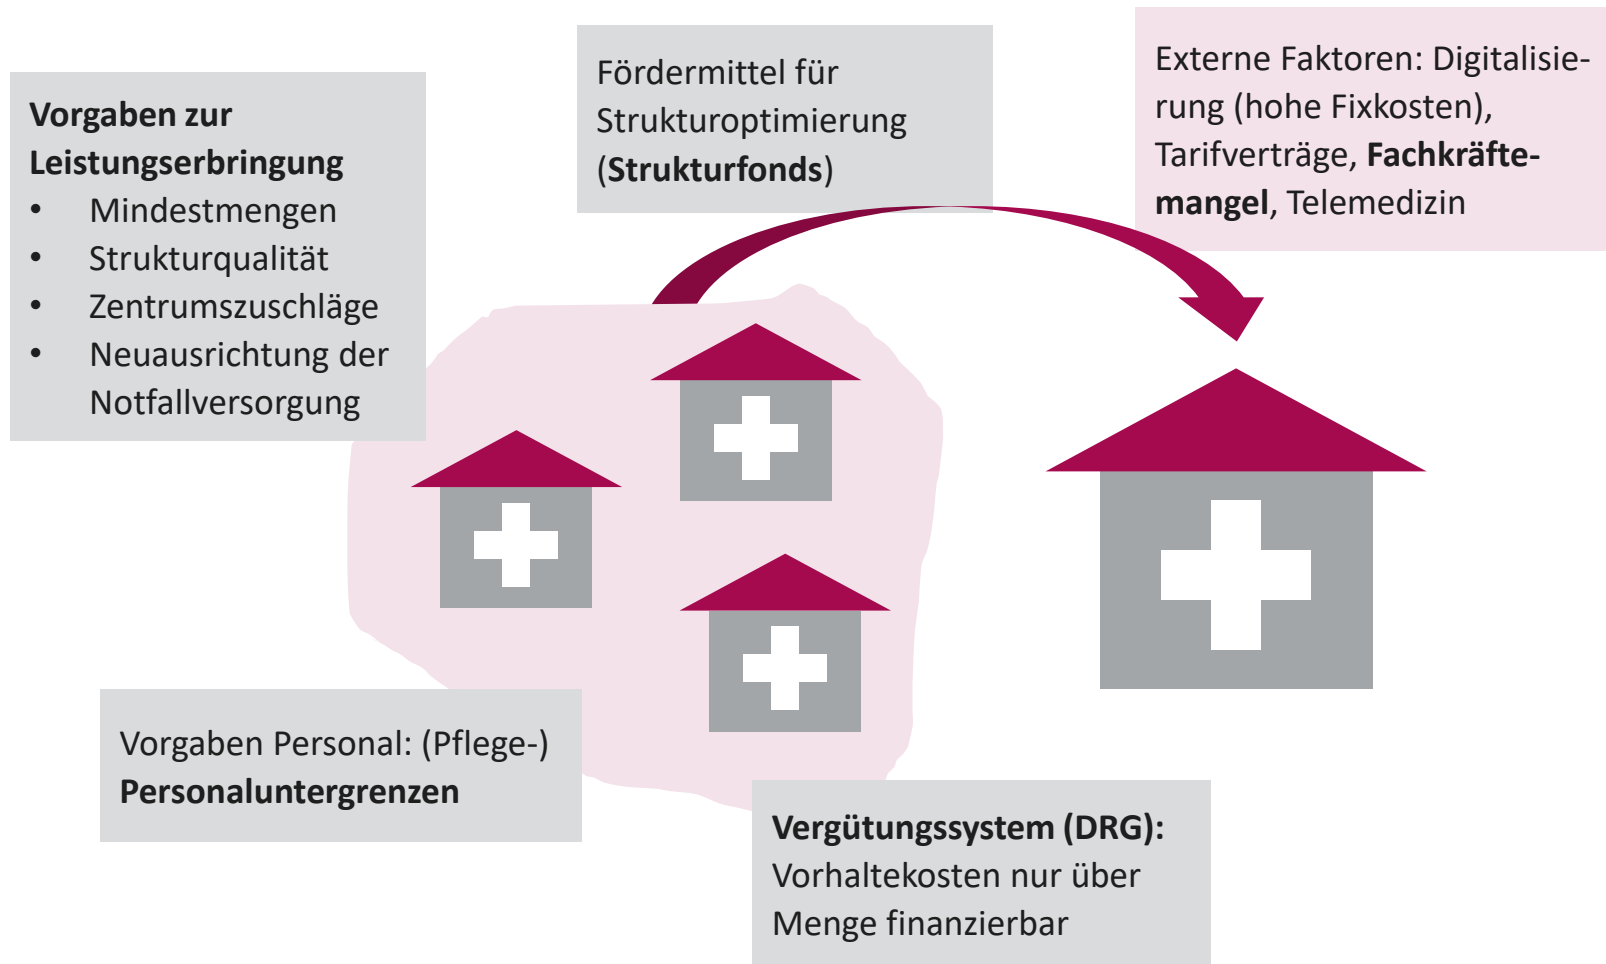 Vorgaben zur
Leistungserbringung
• Mindestmengen
• Strukturqualität
• Zentrumszuschläge
• Neuausrichtung der
Notfallversorgung
Fördermittel für
Strukturoptimierung
(Strukturfonds)
Externe Faktoren: Digitalisie-
rung (hohe Fixkosten),
Tarifverträge, Fachkräfte-
mangel, Telemedizin
Vorgaben Personal: (Pflege-)
Personaluntergrenzen
Vergütungssystem (DRG):
Vorhaltekosten nur über
Menge finanzierbar